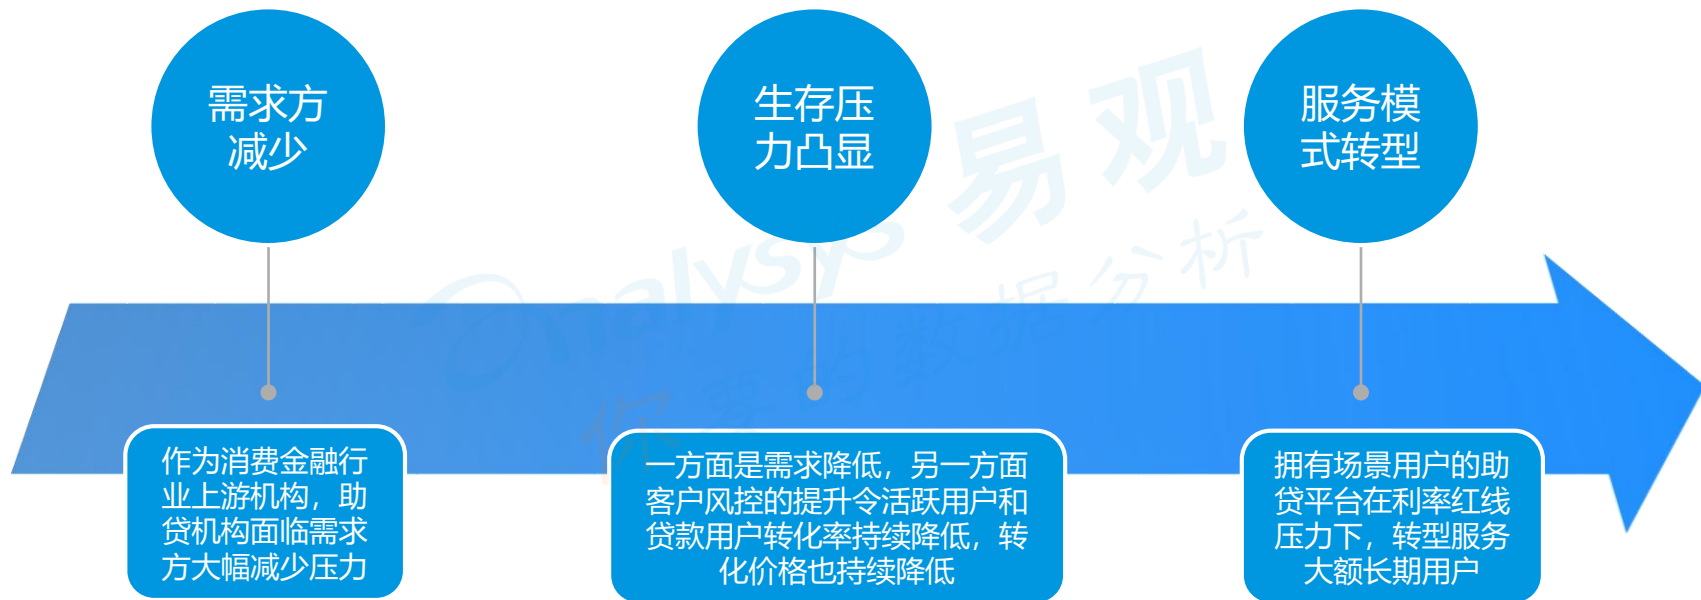 需求方
减少
生存压
力凸显
服务模
式转型
analysys 易观
你要的数据分析
作为消费金融行
业上游机构，助
贷机构面临需求
方大幅减少压力
一方面是需求降低，另一方面
客户风控的提升令活跃用户和
贷款用户转化率持续降低，转
化价格也持续降低
拥有场景用户的助
贷平台在利率红线
压力下，转型服务
大额长期用户